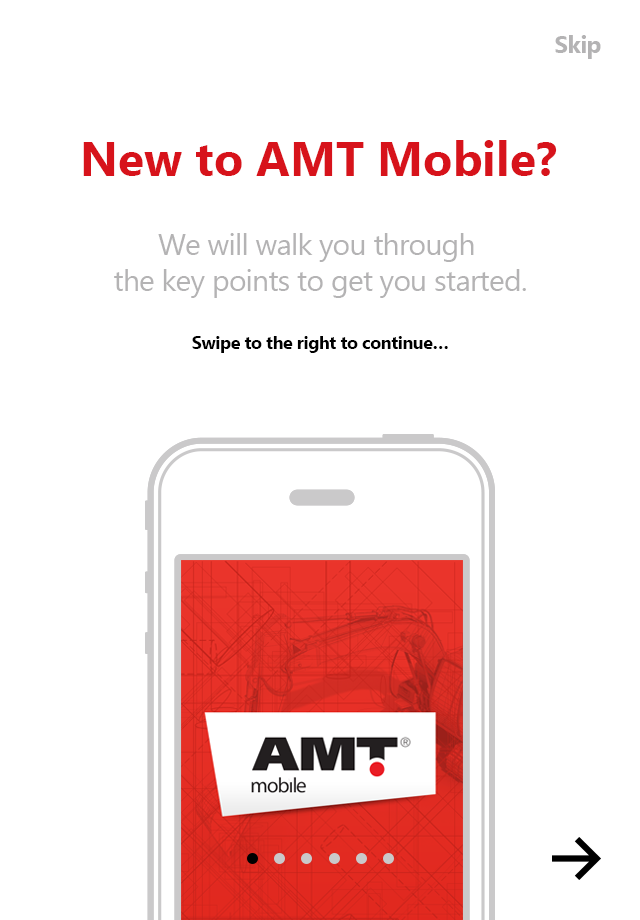 Skip
New to AMT Mobile?
We will walk you through
the key points to get you started.
Swipe to the right to continue...
AMT®
mobile